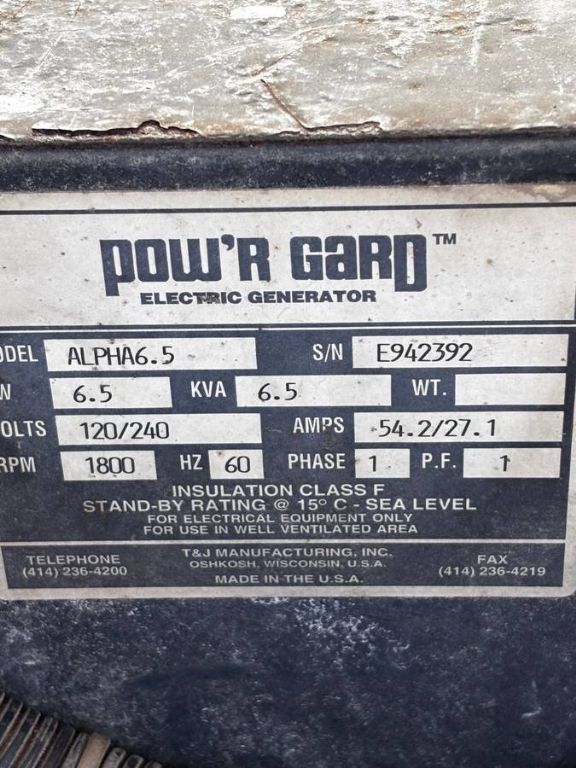 POW'R GARD™
ELECTRIC GENERATOR
ODEL ALPHA6.5 S/N E942392
W 6.5 KVA 6.5 WT.
OLTS 120/240 AMPS 54.2/27.1
RPM 1800 HZ 60 PHASE 1 P.F. 1
INSULATION CLASS F
STAND-BY RATING @ 15° C - SEA LEVEL
FOR ELECTRICAL EQUIPMENT ONLY
FOR USE IN WELL VENTILATED AREA
TELEPHONE
(414) 236-4200
T&J MANUFACTURING, INC.
OSHKOSH, WISCONSIN, U.S.A.
MADE IN THE U.S.A.
FAX
(414) 236-4219